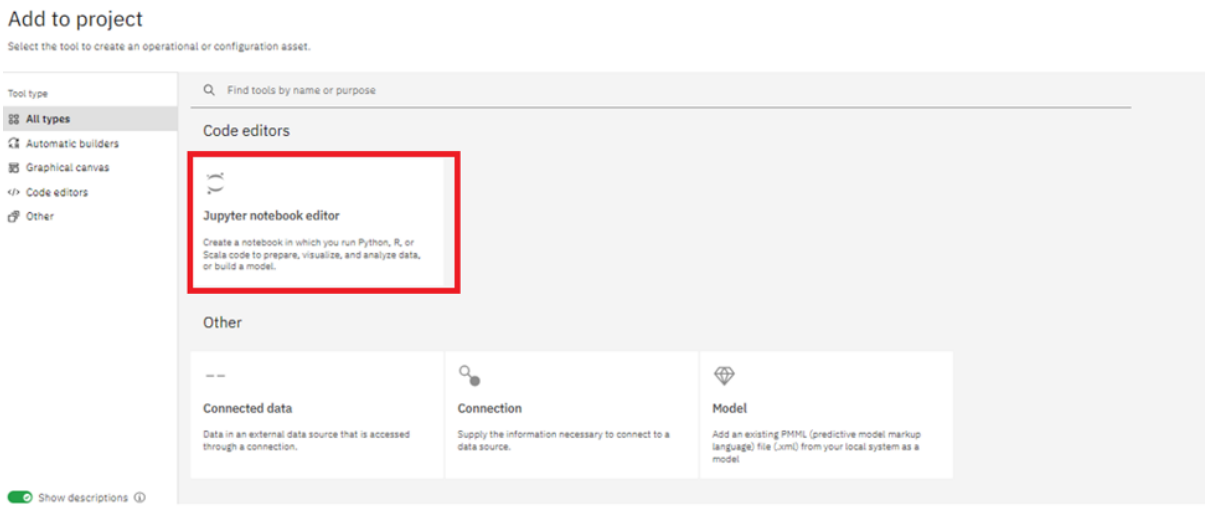 Add to project
Select the tool to create an operational or configuration asset.
Tool type
All types
Automatic builders
Graphical canvas
</> Code editors
Other
Show descriptions
Find tools by name or purpose
Code editors
Jupyter notebook editor
Create a notebook in which you run Python, R, or
Scala code to prepare, visualize, and analyze data,
or build a model.
Other
Connected data
Data in an external data source that is accessed
through a connection.
Connection
Supply the information necessary to connect to a
data source.
Model
Add an existing PMML (predictive model markup
language) file (.xml) from your local system as a
model